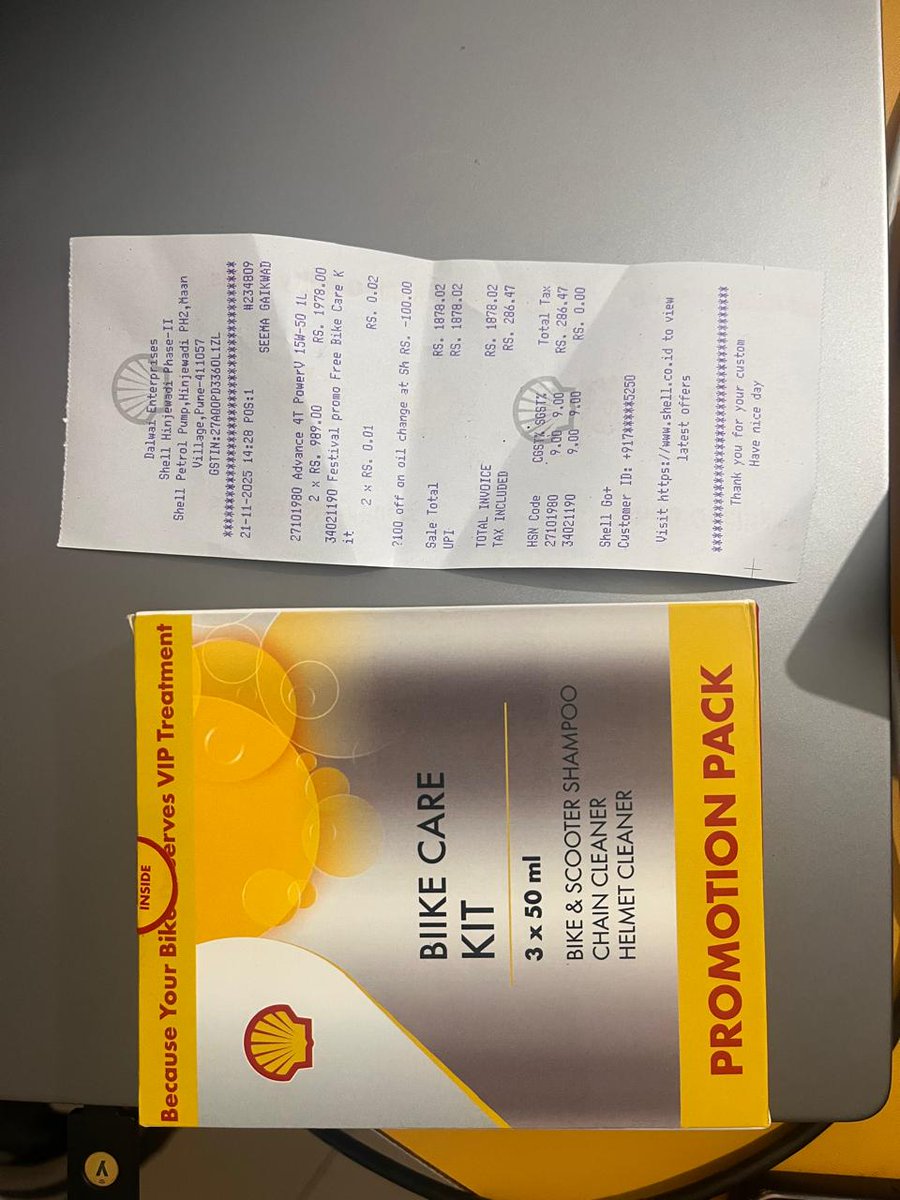 Dalwai Enterprises
Shell Hinjewadi Phase-II
Shell Petrol Pump,Hinjewadi PH2,Maan
Village,Pune-411057
GSTIN:27AOOPD3360L1ZL
************************************
21-11-2025 14:28 POS:1 #234809
SEEMA GAIKWAD
27101980 Advance 4T PowerV 15W-50 1L
2 x RS. 989.00 RS. 1978.00
34021190 Festival promo Free Bike Care K
it
2 x RS. 0.01 RS. 0.02
?100 off on oil change at Sh RS. -100.00
Sale Total RS. 1878.02
UPI RS. 1878.02
TOTAL INVOICE RS. 1878.02
TAX INCLUDED RS. 286.47
HSN Code CGST% SGST% Total Tax
27101980 9.00 9.00 RS. 286.47
34021190 9.00 9.00 RS. 0.00
Shell Go+
Customer ID: +917*****5250
Visit https://www.shell.co.id to view
latest offers
************************************
Thank you for your custom
Have nice day
INSIDE
Because Your Bike erves VIP Treatment
BIIKE CARE
KIT
3 x 50 ml
BIKE & SCOOTER SHAMPOO
CHAIN CLEANER
HELMET CLEANER
PROMOTION PACK